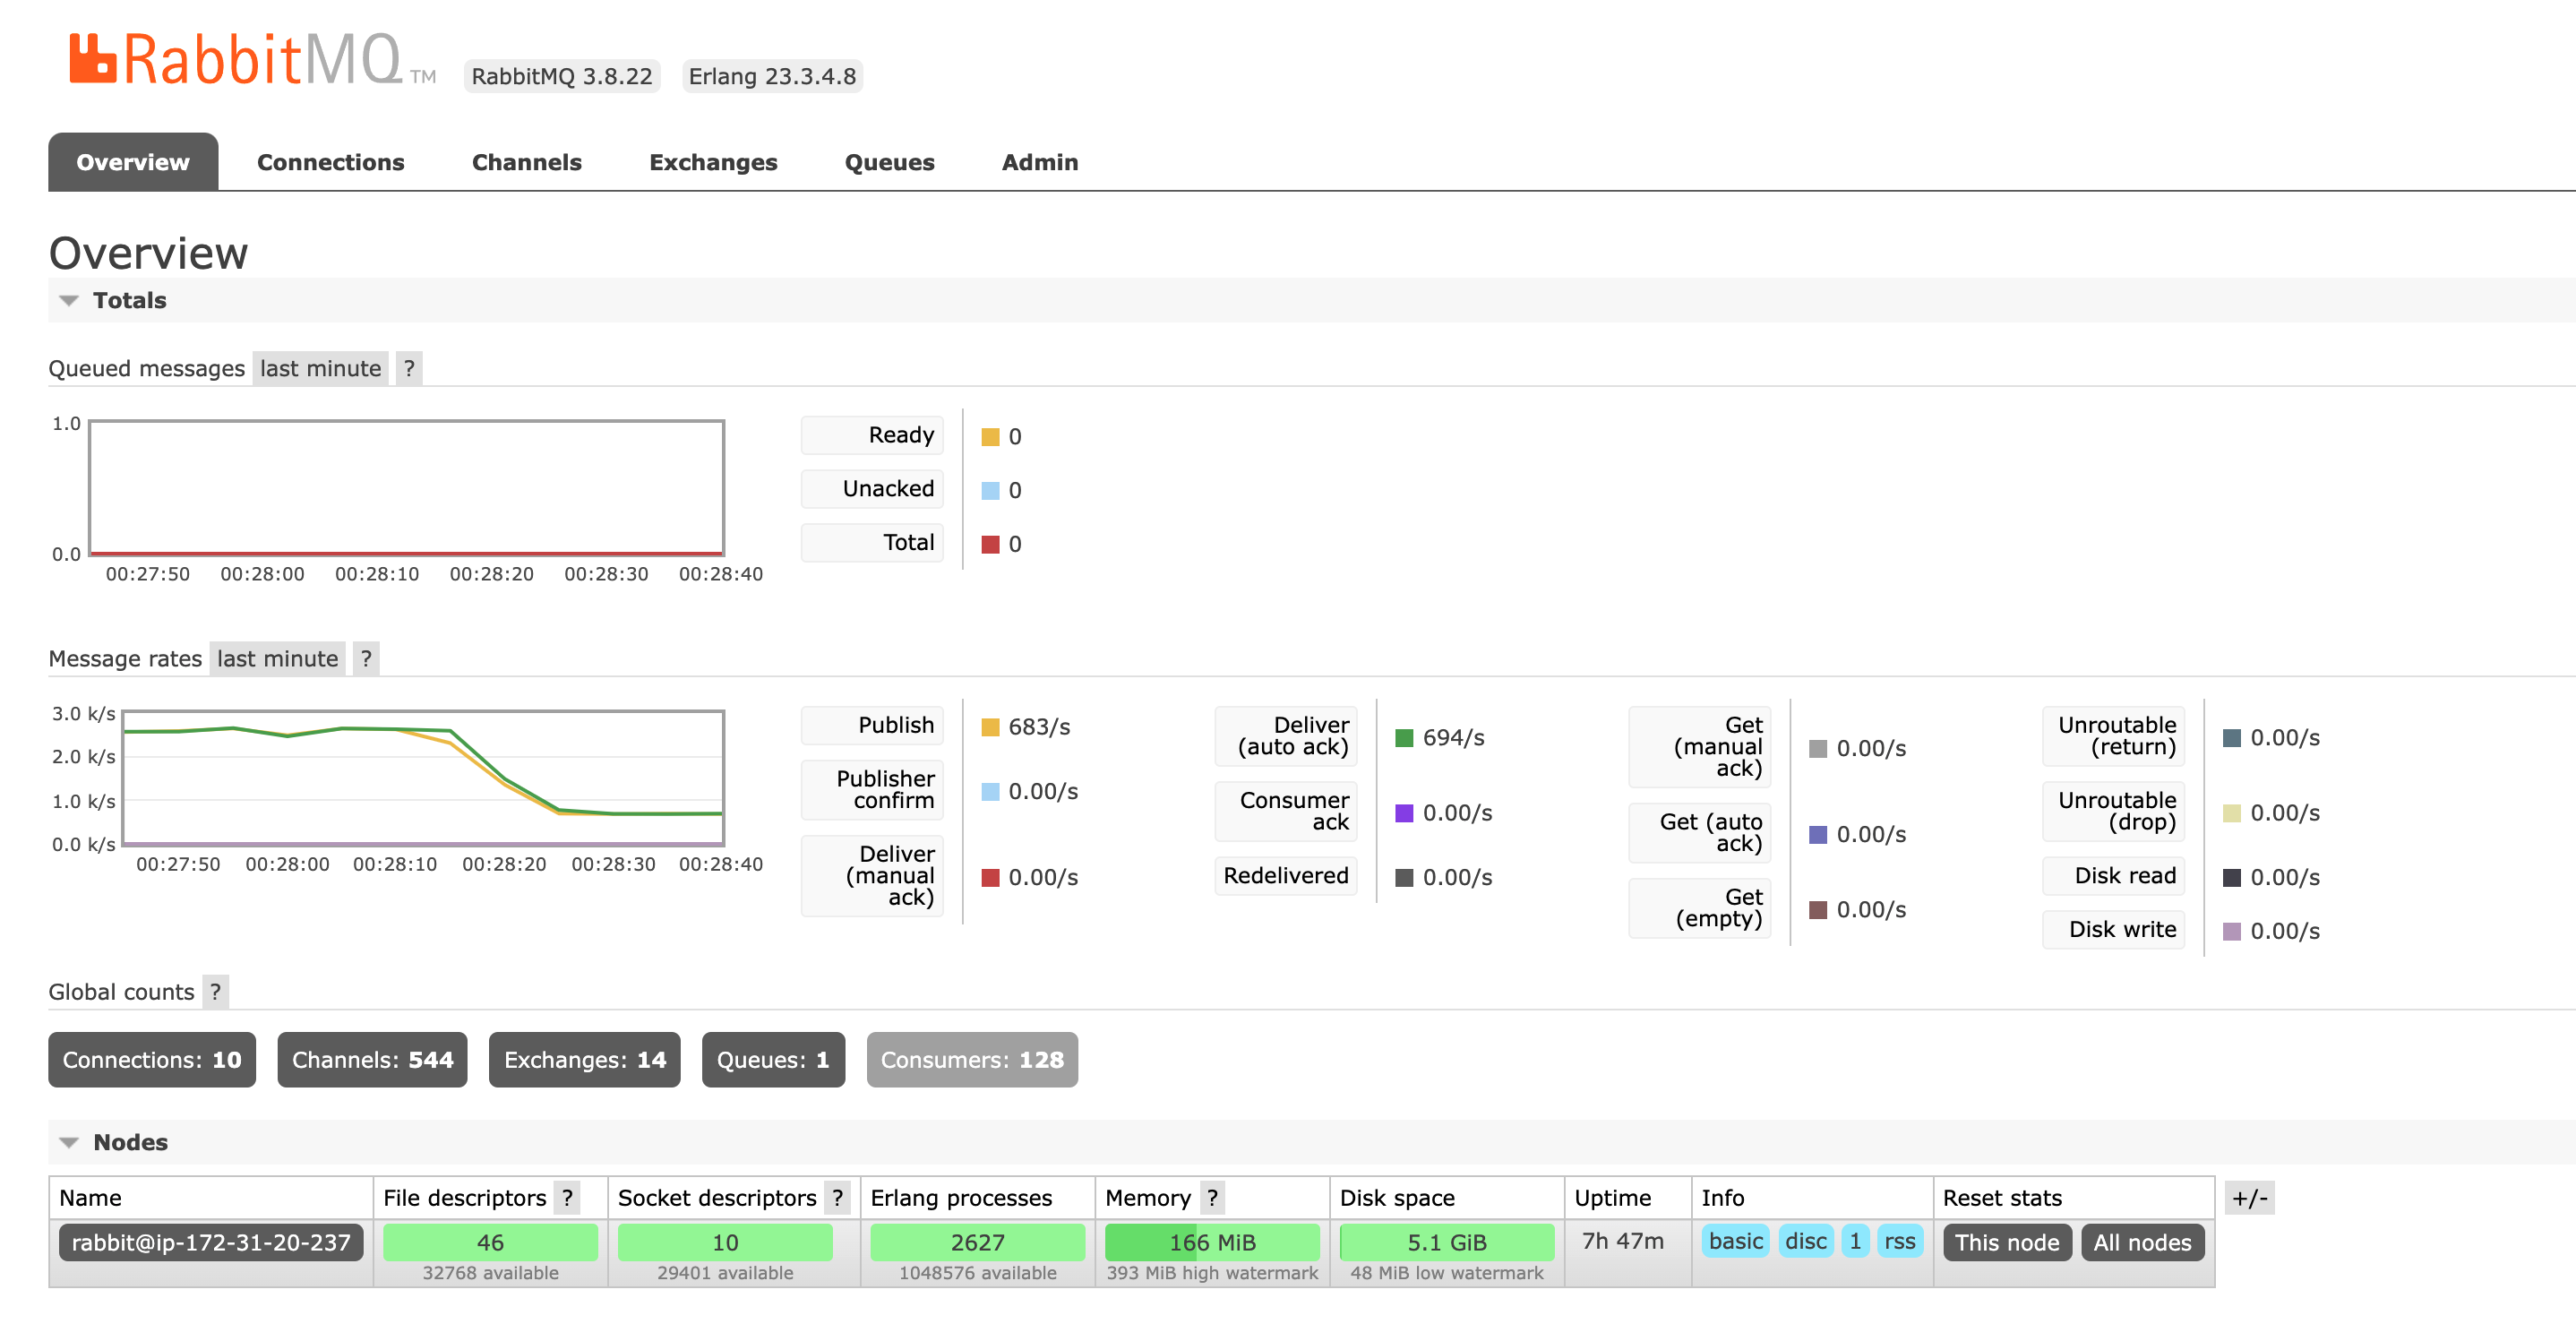 RabbitMQ TM RabbitMQ 3.8.22 Erlang 23.3.4.8
Overview Connections Channels Exchanges Queues Admin
Overview
Totals
Queued messages last minute ?
1.0
0.0
00:27:50 00:28:00 00:28:10 00:28:20 00:28:30 00:28:40
Ready 0
Unacked 0
Total 0
Message rates last minute ?
3.0 k/s
2.0 k/s
1.0 k/s
0.0 k/s
00:27:50 00:28:00 00:28:10 00:28:20 00:28:30 00:28:40
Publish 683/s
Publisher
confirm 0.00/s
Deliver
(manual
ack) 0.00/s
Deliver
(auto ack) 694/s
Consumer
ack 0.00/s
Redelivered 0.00/s
Get
(manual
ack) 0.00/s
Get (auto
ack) 0.00/s
Get
(empty) 0.00/s
Unroutable
(return) 0.00/s
Unroutable
(drop) 0.00/s
Disk read 0.00/s
Disk write 0.00/s
Global counts ?
Connections: 10 Channels: 544 Exchanges: 14 Queues: 1 Consumers: 128
Nodes
Name File descriptors ? Socket descriptors ? Erlang processes Memory ? Disk space Uptime Info Reset stats +/-
rabbit@ip-172-31-20-237 46 10 2627 166 MiB 5.1 GiB 7h 47m basic disc 1 rss This node All nodes
32768 available 29401 available 1048576 available 393 MiB high watermark 48 MiB low watermark